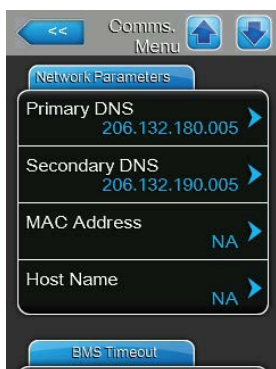 <<
Comms.
Menu
Network Parameters
Primary DNS
206.132.180.005
Secondary DNS
206.132.190.005
MAC Address
NA
Host Name
NA
BMS Timeout